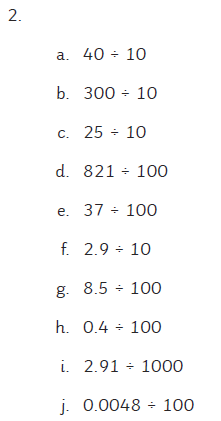 2.
a. 40 ÷ 10
b. 300 ÷ 10
c. 25 ÷ 10
d. 821 ÷ 100
e. 37 ÷ 100
f. 2.9 ÷ 10
g. 8.5 ÷ 100
h. 0.4 ÷ 100
i. 2.91 ÷ 1000
j. 0.0048 ÷ 100